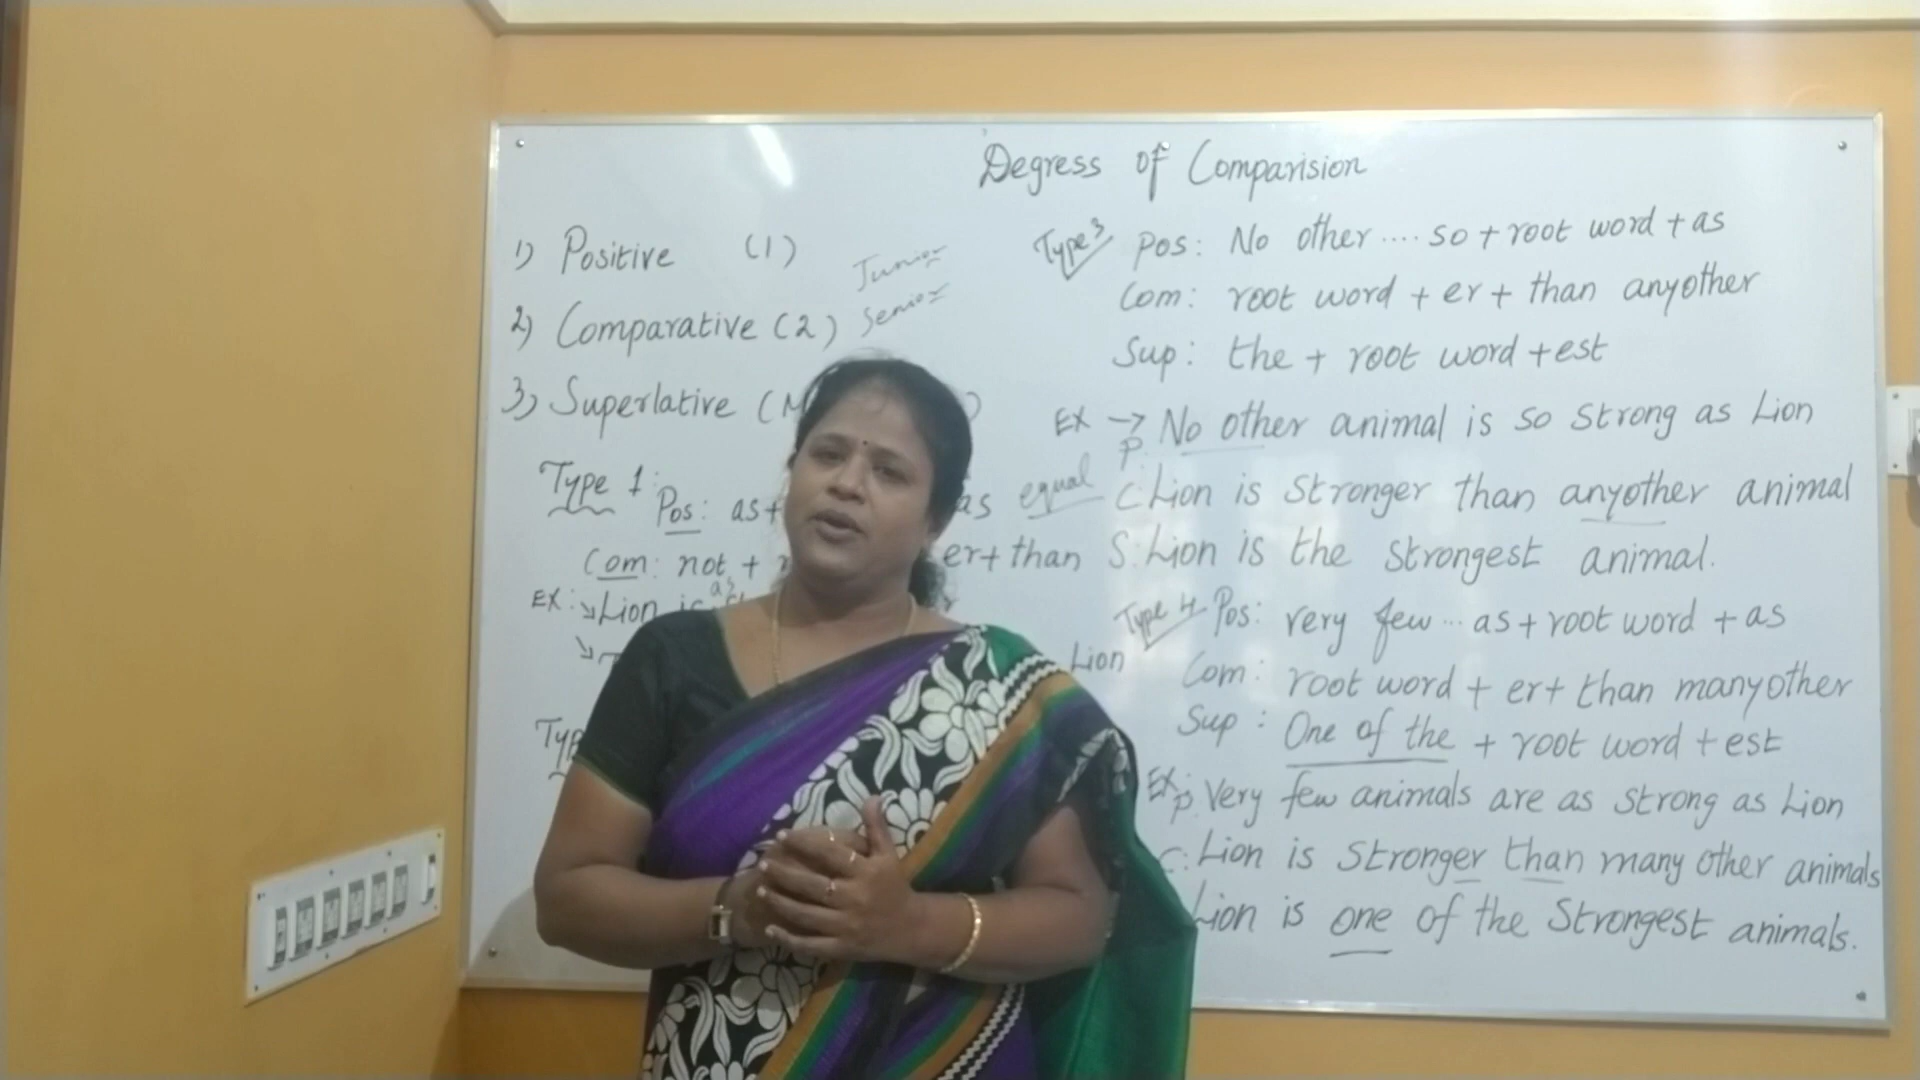 Degress of Comparision
1) Positive (1)
2) Comparative (2)
Junior
Senior
3) Superlative (
Type 1:
Pos: as+ as equal
Com: not + er+ than
EX: Lion is as
Lion
Type 3
Pos: No other .... so + root word + as
Com: root word + er + than anyother
Sup: the + root word + est
EX → P. No other animal is so strong as Lion
C. Lion is stronger than anyother animal
S. Lion is the strongest animal.
Type 4 Pos: very few ... as + root word + as
Com: root word + er+ than manyother
Sup: One of the + root word + est
EX: P. Very few animals are as strong as Lion
C: Lion is stronger than many other animals
Lion is one of the strongest animals.